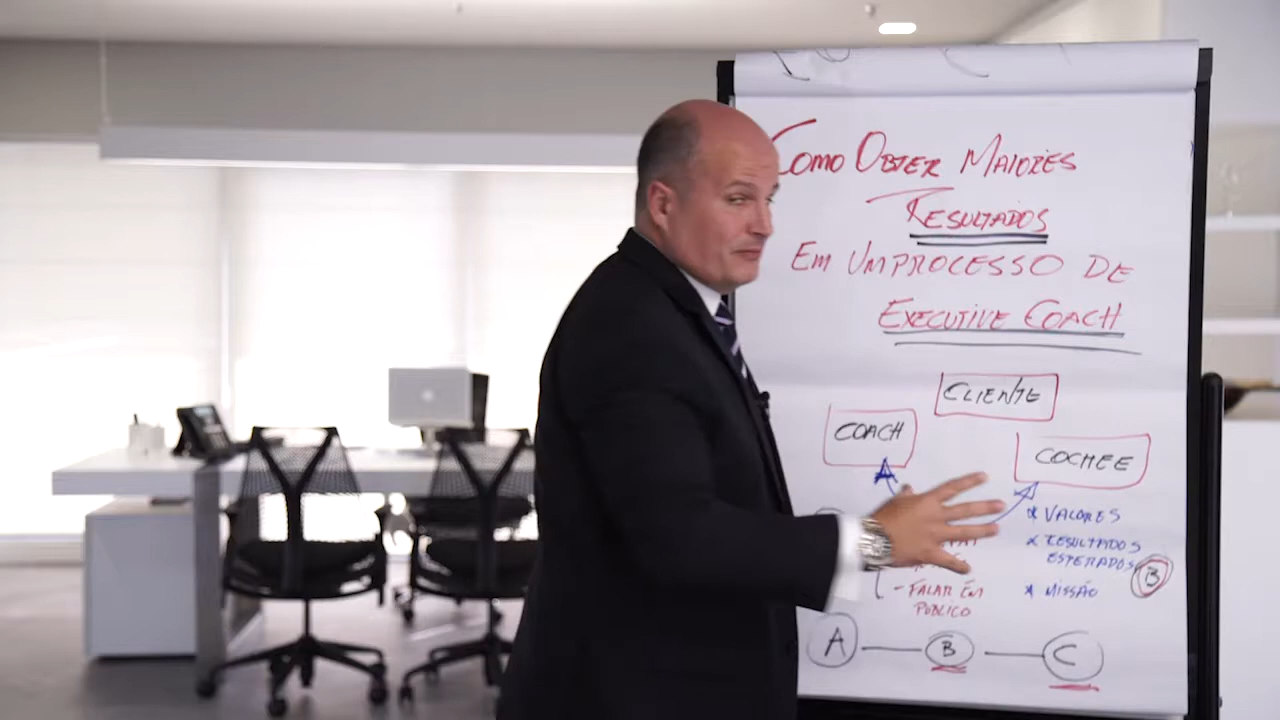 COMO OBTER MAIORES
RESULTADOS
EM UM PROCESSO DE
EXECUTIVE COACH
CLIENTE
COACH
COCHEE
* VALORES
* RESULTADOS
ESPERADOS
B
* MISSÃO
- FALAR EM
PÚBLICO
A
B
C